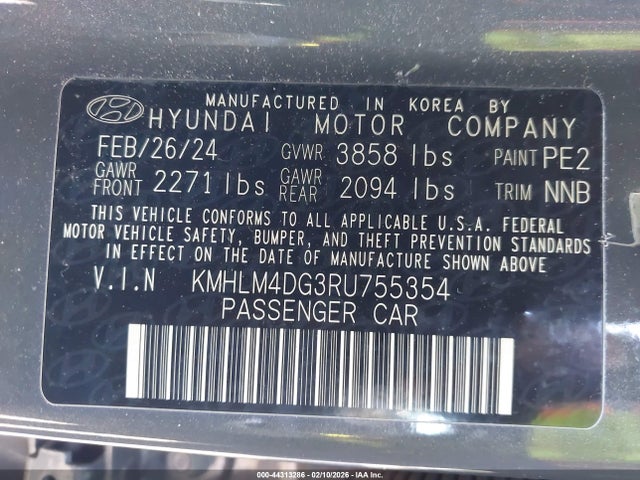 MANUFACTURED IN KOREA BY
HYUNDAI MOTOR COMPANY
FEB/26/24 GVWR 3858 lbs PAINT PE2
GAWR FRONT 2271 lbs GAWR REAR 2094 lbs TRIM NNB
THIS VEHICLE CONFORMS TO ALL APPLICABLE U.S.A. FEDERAL
MOTOR VEHICLE SAFETY, BUMPER, AND THEFT PREVENTION STANDARDS
IN EFFECT ON THE DATE OF MANUFACTURE SHOWN ABOVE.
V.I.N KMHLM4DG3RU755354
PASSENGER CAR
000-44313286 - 02/10/2026 - IAA Inc.